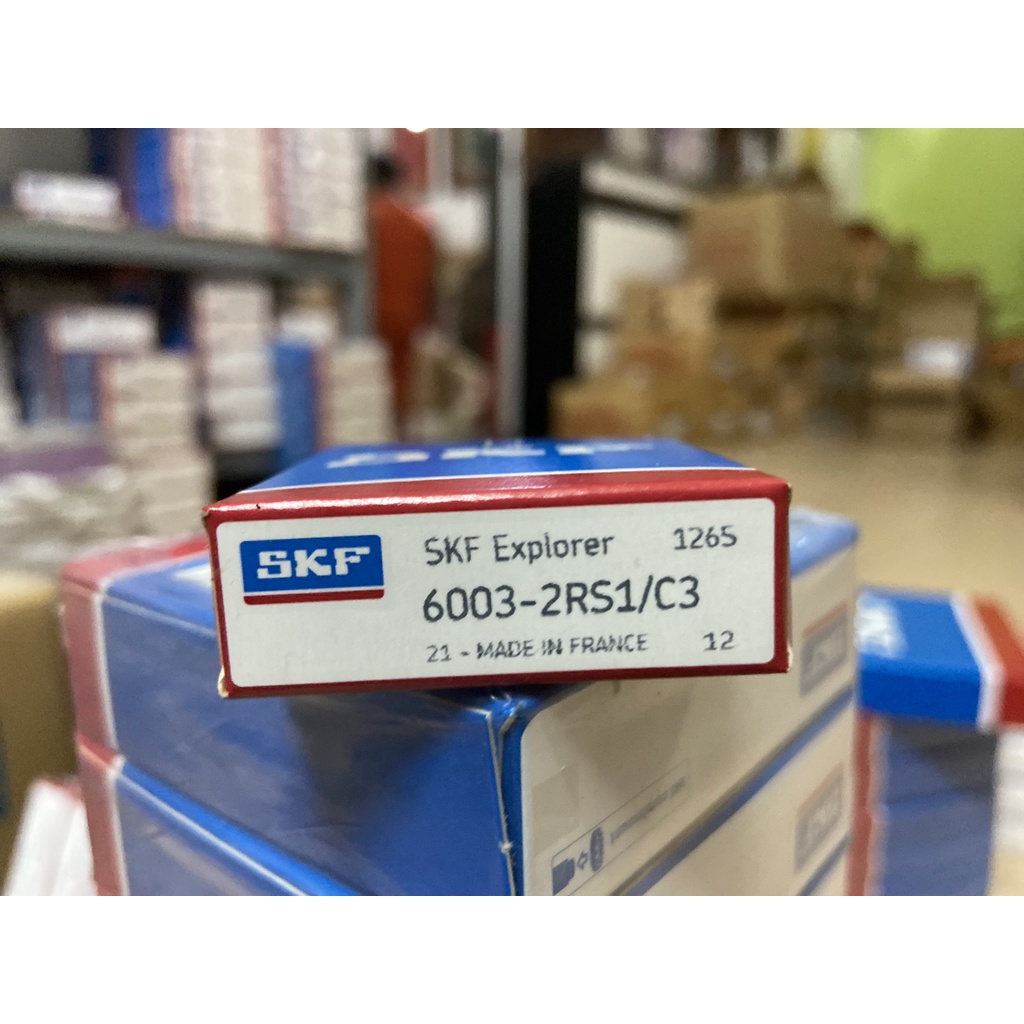 SKF
SKF Explorer 1265
6003-2RS1/C3
21 - MADE IN FRANCE 12